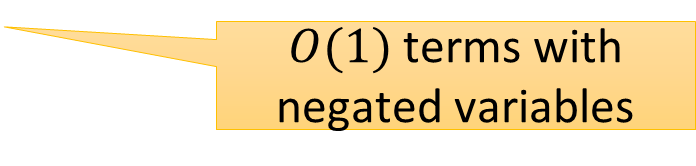 O(1) terms with
negated variables